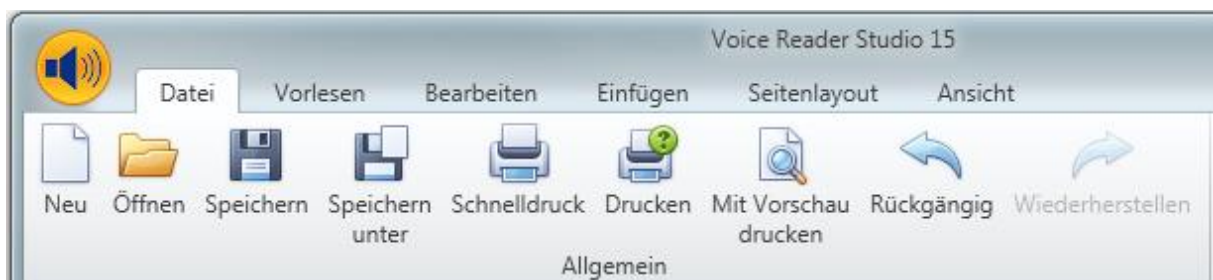 Voice Reader Studio 15
Datei Vorlesen Bearbeiten Einfügen Seitenlayout Ansicht
Neu Öffnen Speichern Speichern unter Schnelldruck Drucken Mit Vorschau drucken Rückgängig Wiederherstellen
Allgemein